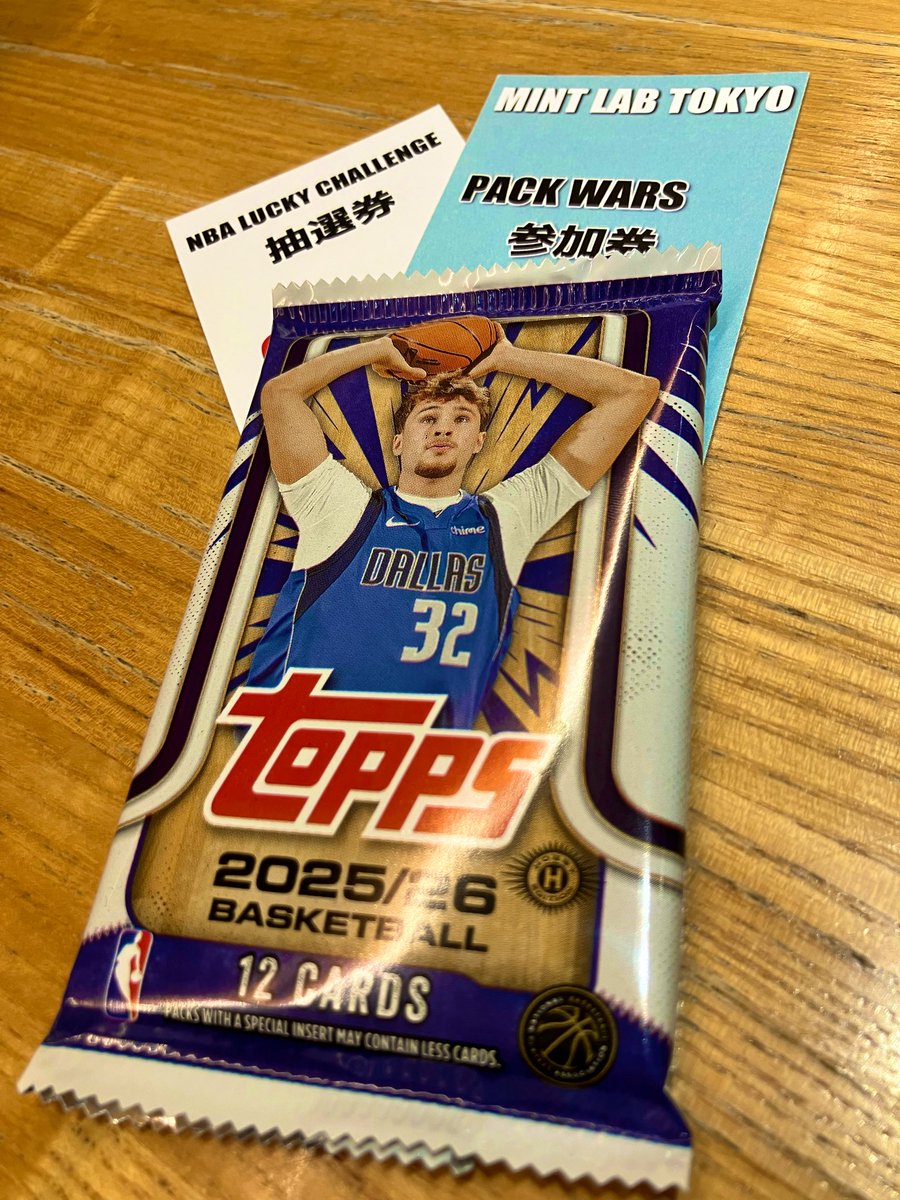 MINT LAB TOKYO
PACK WARS
参加券
NBA LUCKY CHALLENGE
抽選券
chime
DALLAS
32
Topps
2025/26
BASKETBALL
H
12 CARDS
PACKS WITH A SPECIAL INSERT MAY CONTAIN LESS CARDS.